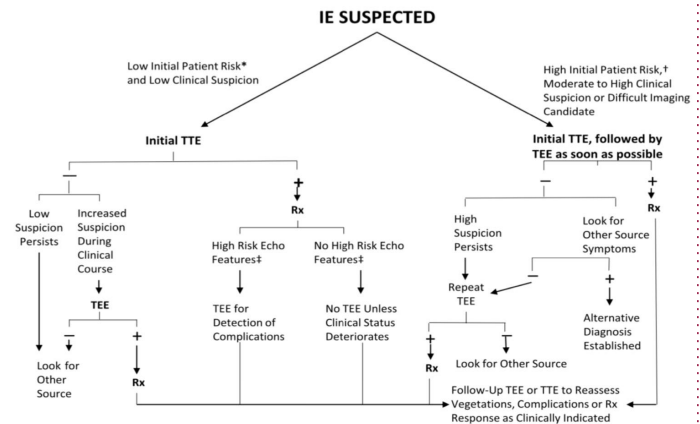 IE SUSPECTED
Low Initial Patient Risk*
and Low Clinical Suspicion
High Initial Patient Risk,†
Moderate to High Clinical
Suspicion or Difficult Imaging
Candidate
Initial TTE
Initial TTE, followed by
TEE as soon as possible
−
+
−
+
Rx
Rx
Low
Suspicion
Persists
Increased
Suspicion
During
Clinical
Course
High Risk Echo
Features‡
No High Risk Echo
Features‡
High
Suspicion
Persists
Look for
Other Source
Symptoms
−
+
TEE
Repeat
TEE
TEE for
Detection of
Complications
No TEE Unless
Clinical Status
Deteriorates
Alternative
Diagnosis
Established
−
+
+
−
Look for
Other
Source
Rx
Rx
Look for Other Source
Follow-Up TEE or TTE to Reassess
Vegetations, Complications or Rx
Response as Clinically Indicated